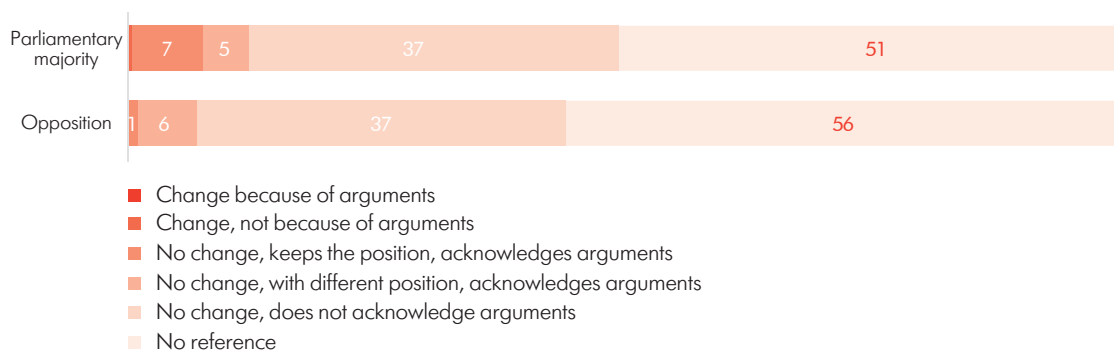 Parliamentary
majority
7 5 37 51
Opposition
1 6 37 56
Change because of arguments
Change, not because of arguments
No change, keeps the position, acknowledges arguments
No change, with different position, acknowledges arguments
No change, does not acknowledge arguments
No reference